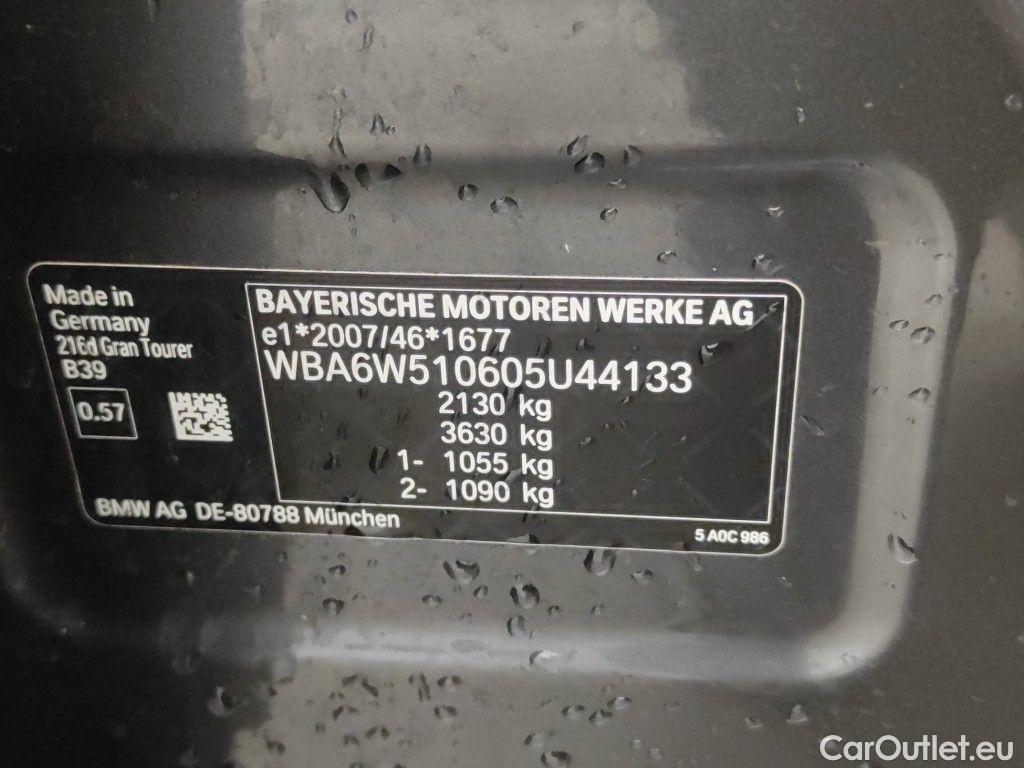 Made in
Germany
216d Gran Tourer
B39
0.57
BAYERISCHE MOTOREN WERKE AG
e1*2007/46*1677
WBA6W510605U44133
2130 kg
3630 kg
1- 1055 kg
2- 1090 kg
BMW AG DE-80788 München
5 A0C 986
CarOutlet.eu